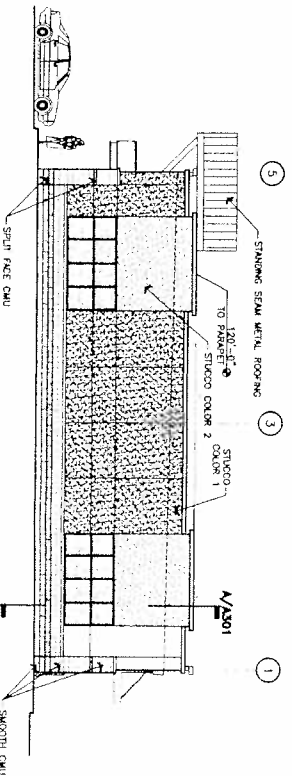 5
STANDING SEAM METAL ROOFING
120'-0" @
TO PARAPET
STUCCO COLOR 2
3
STUCCO
COLOR 1
A/A301
1
SPLIT FACE CMU
SMOOTH CMU